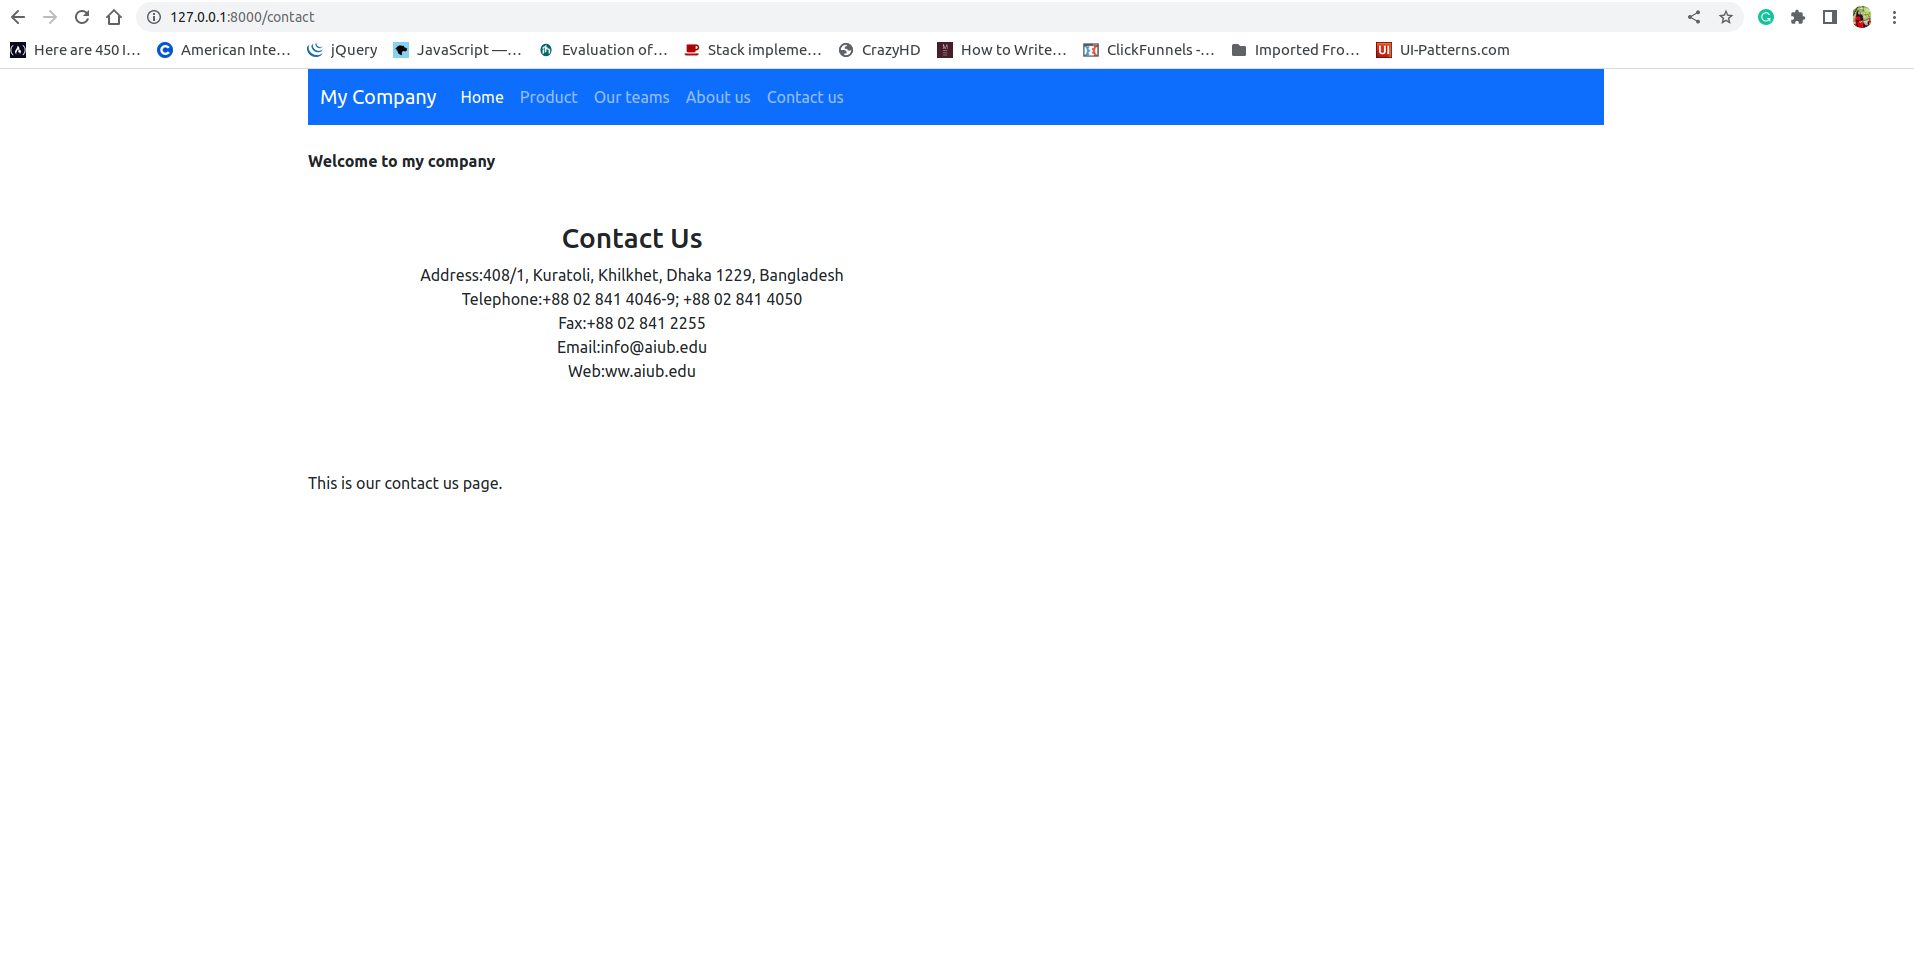 127.0.0.1:8000/contact
Here are 450 I... American Inte... jQuery JavaScript —... Evaluation of... Stack impleme... CrazyHD How to Write... ClickFunnels -... Imported Fro... UI UI-Patterns.com
My Company Home Product Our teams About us Contact us
Welcome to my company
Contact Us
Address:408/1, Kuratoli, Khilkhet, Dhaka 1229, Bangladesh
Telephone:+88 02 841 4046-9; +88 02 841 4050
Fax:+88 02 841 2255
Email:info@aiub.edu
Web:ww.aiub.edu
This is our contact us page.